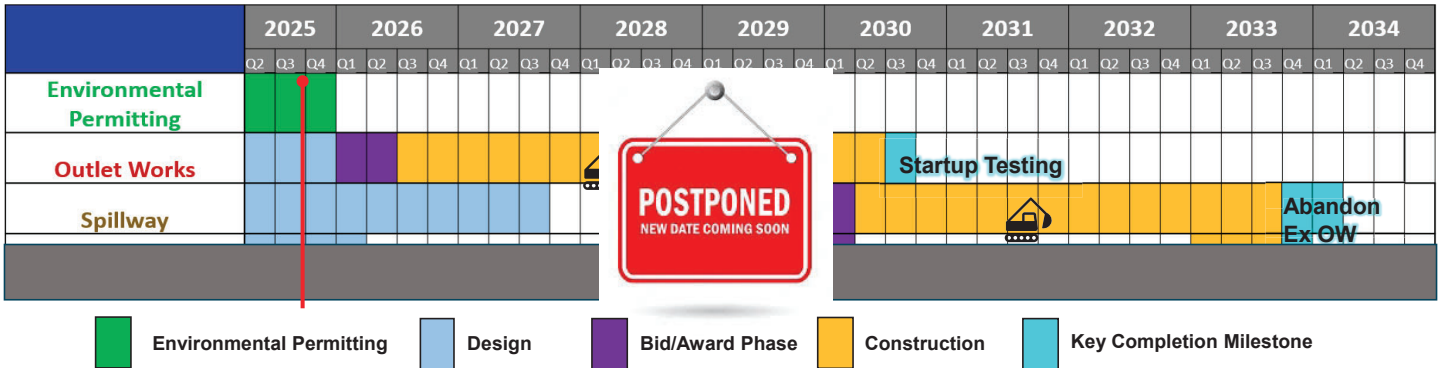 2025 2026 2027 2028 2029 2030 2031 2032 2033 2034
Q2 Q3 Q4 Q1 Q2 Q3 Q4 Q1 Q2 Q3 Q4 Q1 Q2 Q3 Q4 Q1 Q2 Q3 Q4 Q1 Q2 Q3 Q4 Q1 Q2 Q3 Q4 Q1 Q2 Q3 Q4 Q1 Q2 Q3 Q4 Q1 Q2 Q3 Q4
Environmental
Permitting
Outlet Works
Startup Testing
Spillway
Abandon
Ex OW
POSTPONED
NEW DATE COMING SOON
Environmental Permitting
Design
Bid/Award Phase
Construction
Key Completion Milestone